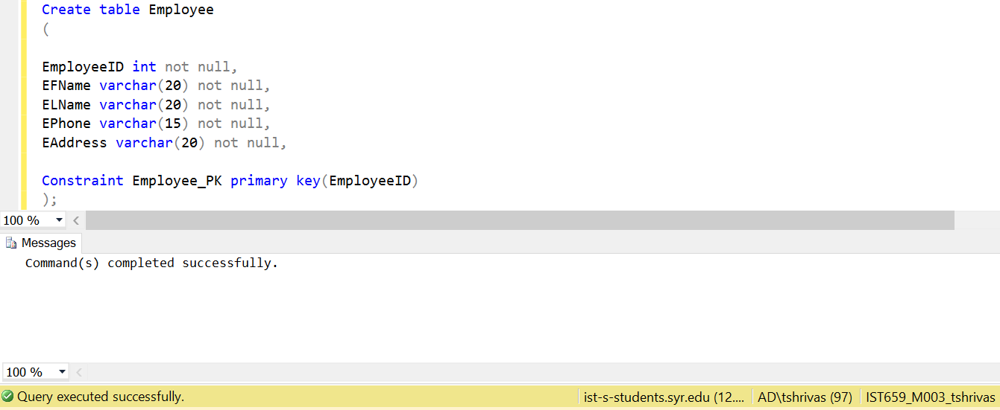 Create table Employee
(
EmployeeID int not null,
EFName varchar(20) not null,
ELName varchar(20) not null,
EPhone varchar(15) not null,
EAddress varchar(20) not null,
Constraint Employee_PK primary key(EmployeeID)
);
100 %
Messages
Command(s) completed successfully.
100 %
Query executed successfully. ist-s-students.syr.edu (12.... AD\tshrivas (97) IST659_M003_tshrivas